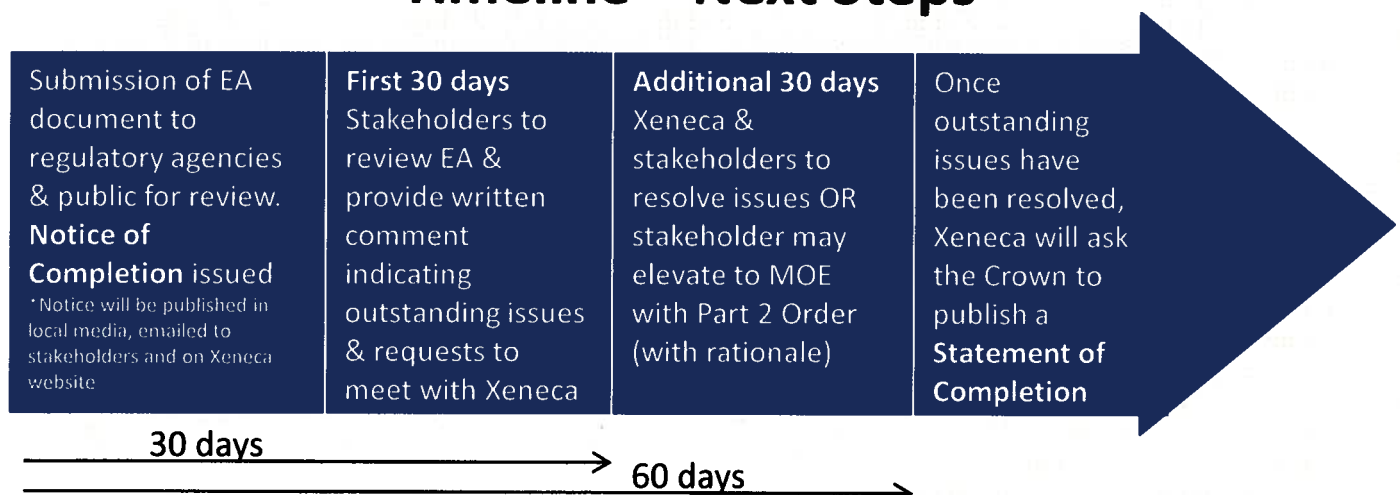 Timeline – Next Steps
Submission of EA
document to
regulatory agencies
& public for review.
Notice of
Completion issued
*Notice will be published in
local media, emailed to
stakeholders and on Xeneca
website
First 30 days
Stakeholders to
review EA &
provide written
comment
indicating
outstanding issues
& requests to
meet with Xeneca
Additional 30 days
Xeneca &
stakeholders to
resolve issues OR
stakeholder may
elevate to MOE
with Part 2 Order
(with rationale)
Once
outstanding
issues have
been resolved,
Xeneca will ask
the Crown to
publish a
Statement of
Completion
30 days
60 days